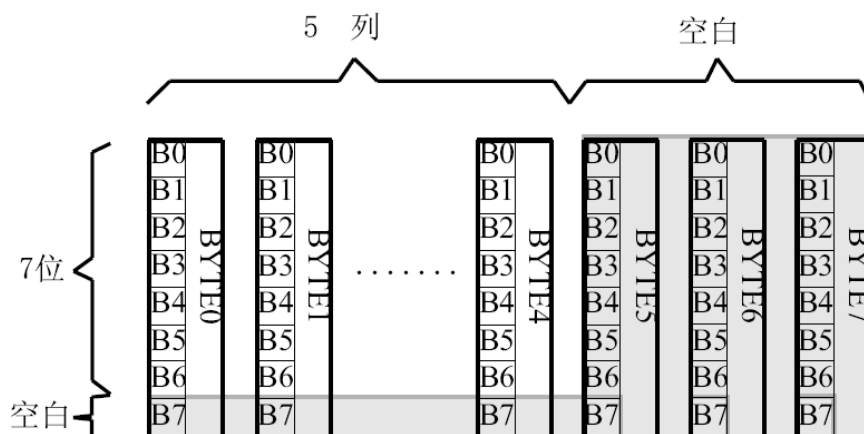 5 列 空白
B0 B0 B0 B0 B0 B0
B1 B1 B1 B1 B1 B1
B2 B2 B2 B2 B2 B2
7位 B3 B3 ....... B3 B3 B3 B3
B4 B4 B4 B4 B4 B4
B5 B5 B5 B5 B5 B5
B6 B6 B6 B6 B6 B6
空白 B7 B7 B7 B7 B7 B7
BYTE0 BYTE1 BYTE4 BYTE5 BYTE6 BYTE7